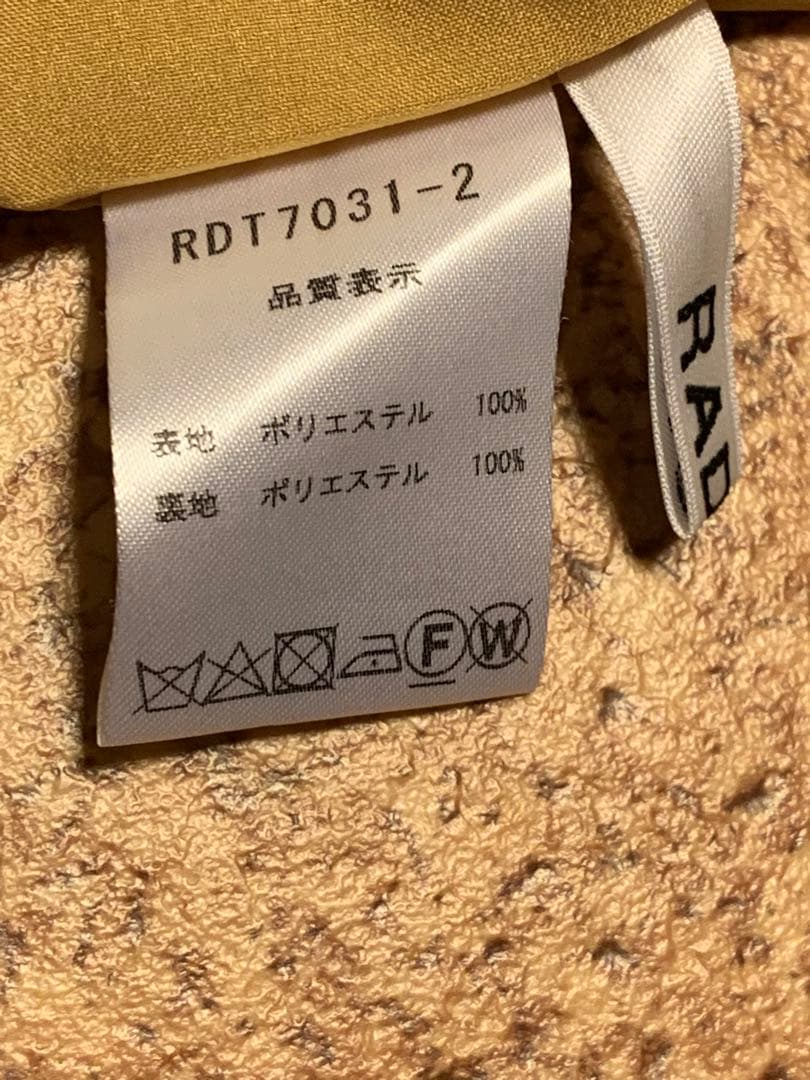 RDT7031-2
品質表示
表地 ポリエステル 100%
裏地 ポリエステル 100%
F W
RAD